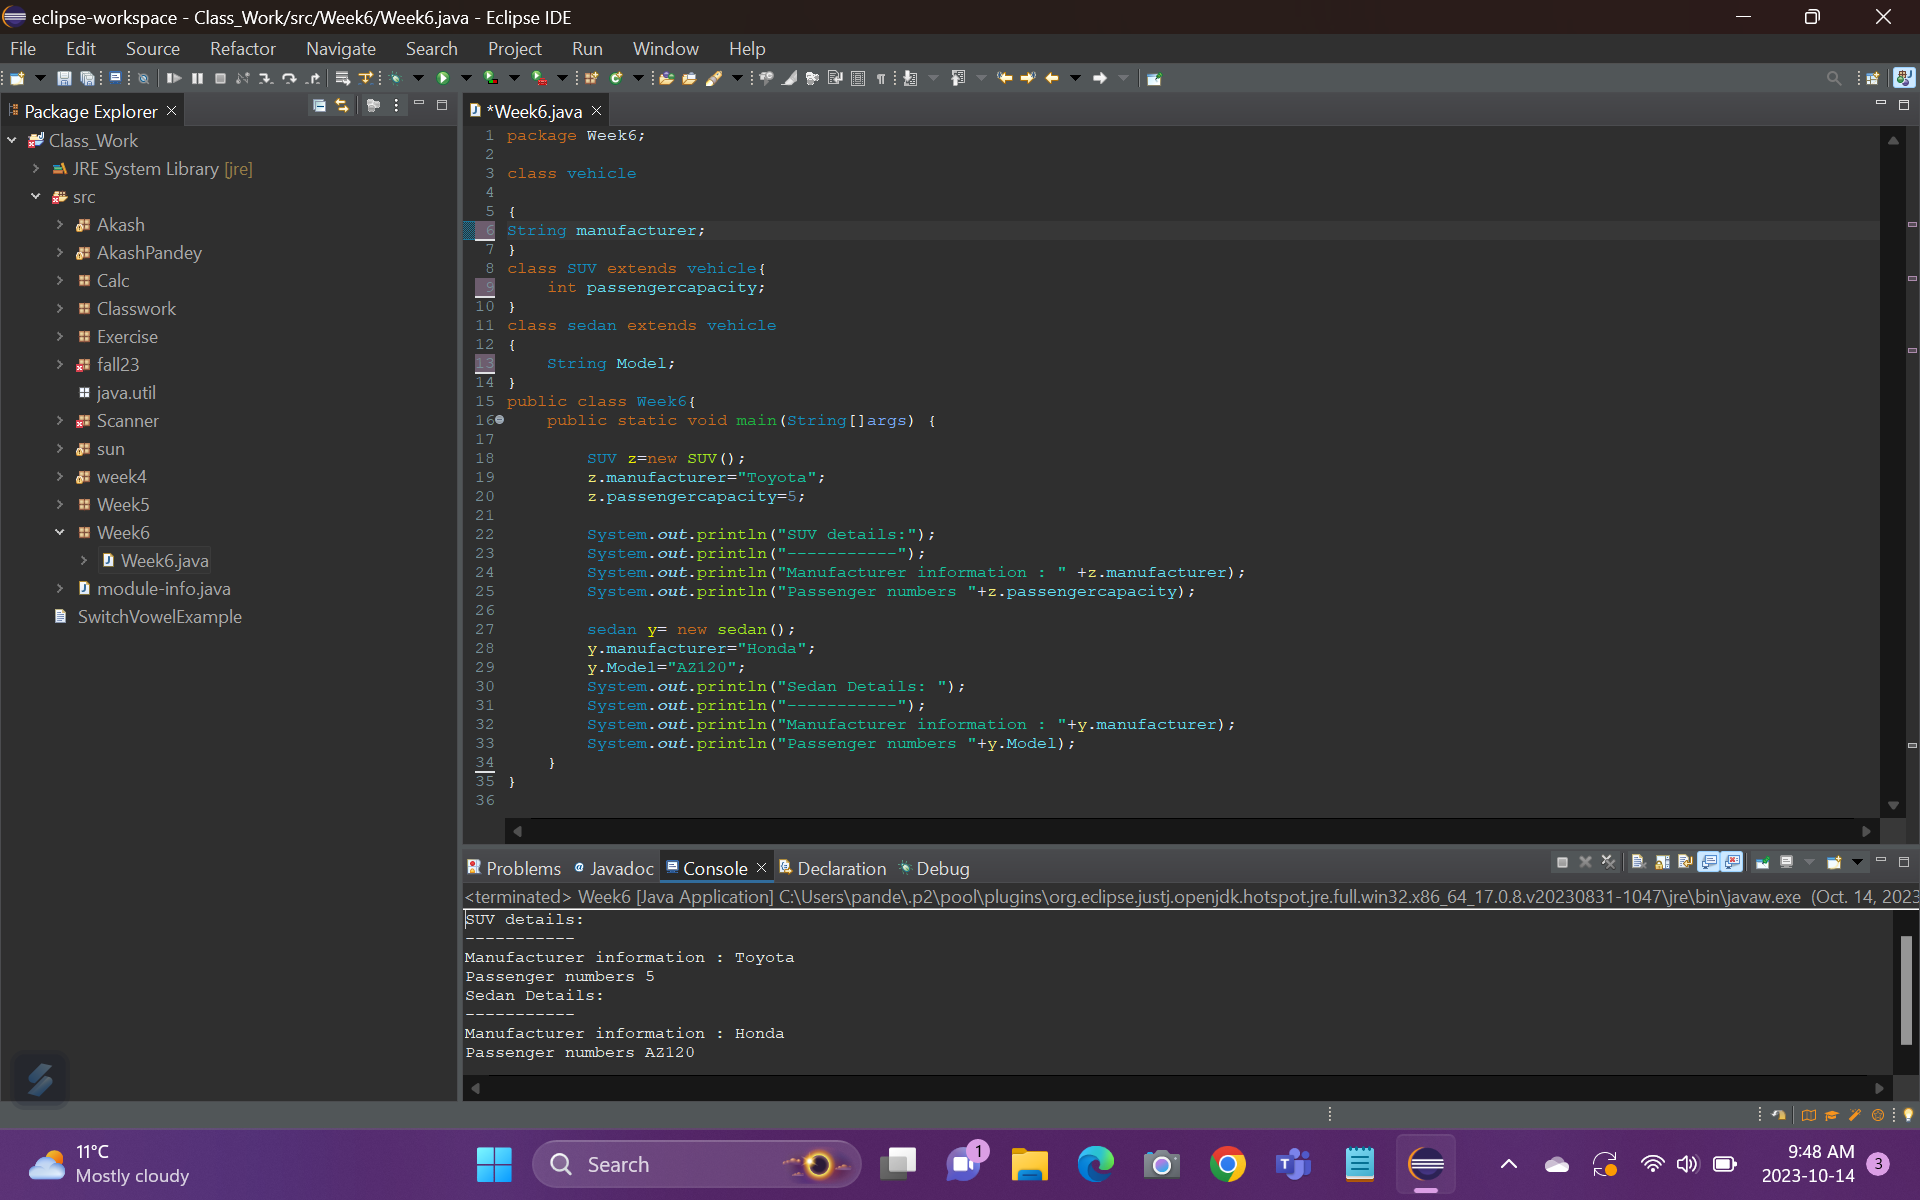 eclipse-workspace - Class_Work/src/Week6/Week6.java - Eclipse IDE
File Edit Source Refactor Navigate Search Project Run Window Help
Package Explorer
Class_Work
JRE System Library [jre]
src
Akash
AkashPandey
Calc
Classwork
Exercise
fall23
java.util
Scanner
sun
week4
Week5
Week6
Week6.java
module-info.java
SwitchVowelExample
*Week6.java
1 package Week6;
2
3 class vehicle
4
5 {
6 String manufacturer;
7 }
8 class SUV extends vehicle{
9 int passengercapacity;
10 }
11 class sedan extends vehicle
12 {
13 String Model;
14 }
15 public class Week6{
16 public static void main(String[]args) {
17
18 SUV z=new SUV();
19 z.manufacturer="Toyota";
20 z.passengercapacity=5;
21
22 System.out.println("SUV details:");
23 System.out.println("-----------");
24 System.out.println("Manufacturer information : " +z.manufacturer);
25 System.out.println("Passenger numbers "+z.passengercapacity);
26
27 sedan y= new sedan();
28 y.manufacturer="Honda";
29 y.Model="AZ120";
30 System.out.println("Sedan Details: ");
31 System.out.println("-----------");
32 System.out.println("Manufacturer information : "+y.manufacturer);
33 System.out.println("Passenger numbers "+y.Model);
34 }
35 }
36
Problems Javadoc Console Declaration Debug
<terminated> Week6 [Java Application] C:\Users\pande\.p2\pool\plugins\org.eclipse.justj.openjdk.hotspot.jre.full.win32.x86_64_17.0.8.v20230831-1047\jre\bin\javaw.exe (Oct. 14, 2023
SUV details:
-----------
Manufacturer information : Toyota
Passenger numbers 5
Sedan Details:
-----------
Manufacturer information : Honda
Passenger numbers AZ120
11°C
Mostly cloudy
Search
1
9:48 AM
2023-10-14
3